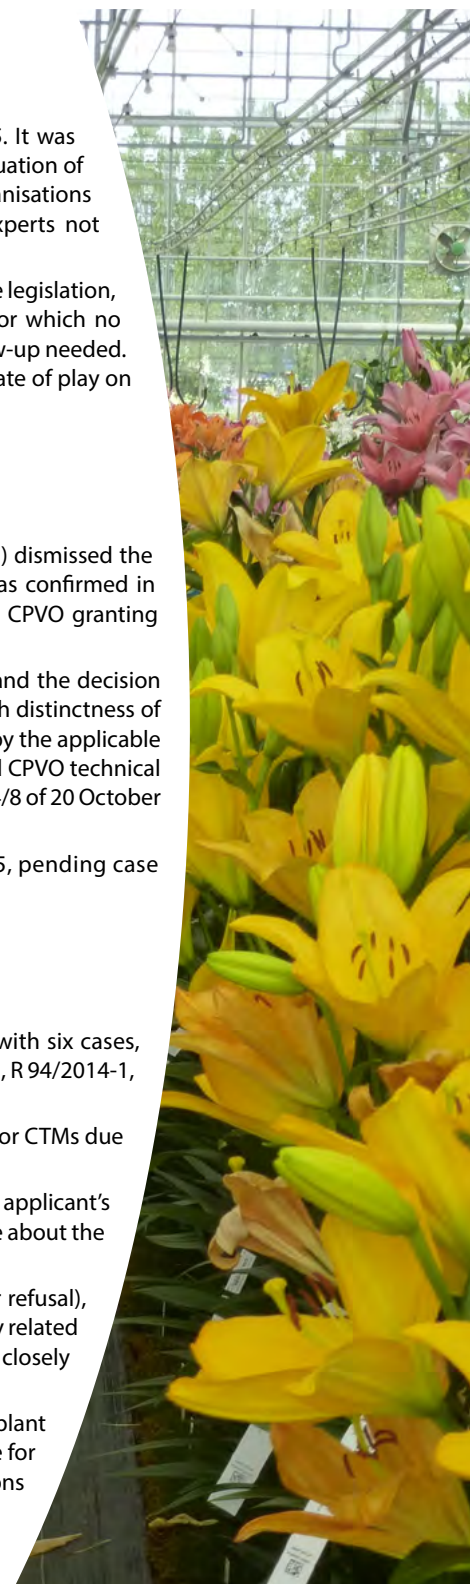 . It was
uation of
anisations
xperts not
e legislation,
or which no
w-up needed.
ate of play on
) dismissed the
as confirmed in
CPVO granting
and the decision
h distinctness of
by the applicable
d CPVO technical
/8 of 20 October
5, pending case
with six cases,
, R 94/2014-1,
or CTMs due
applicant's
e about the
refusal),
y related
closely
plant
e for
ons